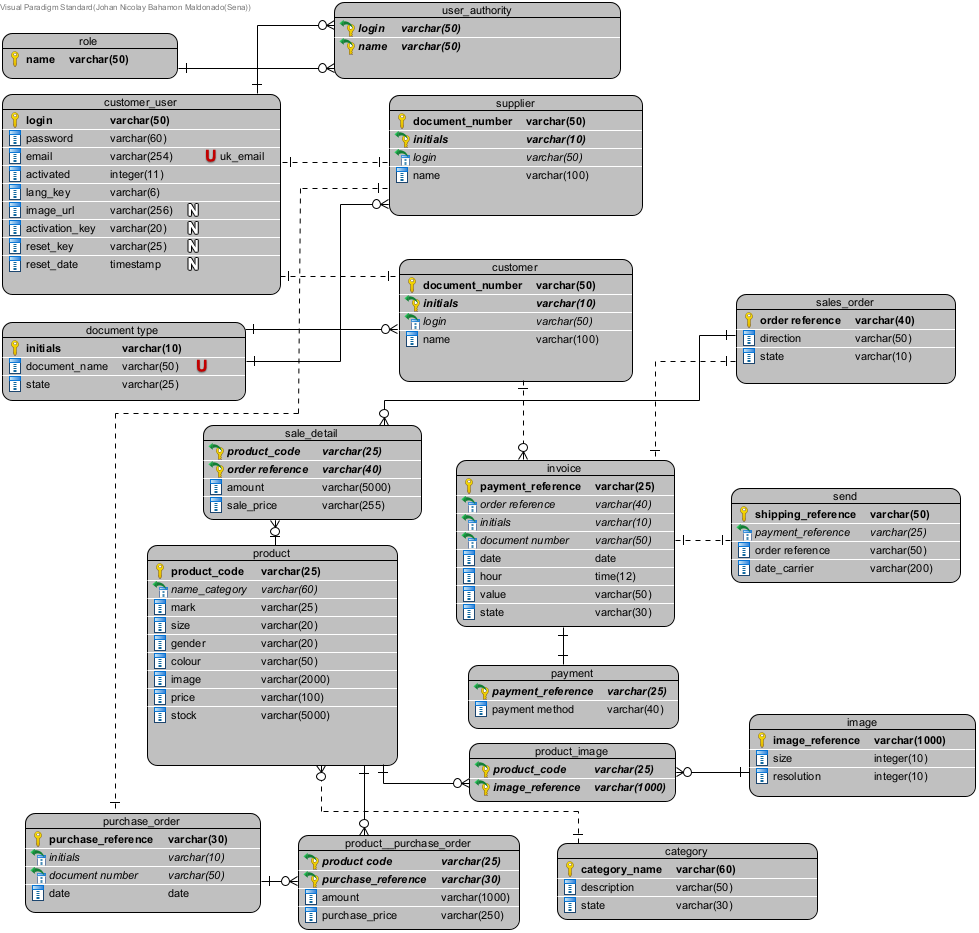 Visual Paradigm Standard(Johan Nicolay Bahamon Maldonado(Sena))
user_authority
login varchar(50)
name varchar(50)
role
name varchar(50)
customer_user
login varchar(50)
password varchar(60)
email varchar(254) U uk_email
activated integer(11)
lang_key varchar(6)
image_url varchar(256) N
activation_key varchar(20) N
reset_key varchar(25) N
reset_date timestamp N
supplier
document_number varchar(50)
initials varchar(10)
login varchar(50)
name varchar(100)
customer
document_number varchar(50)
initials varchar(10)
login varchar(50)
name varchar(100)
sales_order
order reference varchar(40)
direction varchar(50)
state varchar(10)
document type
initials varchar(10)
document_name varchar(50) U
state varchar(25)
sale_detail
product_code varchar(25)
order reference varchar(40)
amount varchar(5000)
sale_price varchar(255)
invoice
payment_reference varchar(25)
order reference varchar(40)
initials varchar(10)
document number varchar(50)
date date
hour time(12)
value varchar(50)
state varchar(30)
send
shipping_reference varchar(50)
payment_reference varchar(25)
order reference varchar(50)
date_carrier varchar(200)
product
product_code varchar(25)
name_category varchar(60)
mark varchar(25)
size varchar(20)
gender varchar(20)
colour varchar(50)
image varchar(2000)
price varchar(100)
stock varchar(5000)
payment
payment_reference varchar(25)
payment method varchar(40)
product_image
product_code varchar(25)
image_reference varchar(1000)
image
image_reference varchar(1000)
size integer(10)
resolution integer(10)
purchase_order
purchase_reference varchar(30)
initials varchar(10)
document number varchar(50)
date date
product__purchase_order
product code varchar(25)
purchase_reference varchar(30)
amount varchar(1000)
purchase_price varchar(250)
category
category_name varchar(60)
description varchar(50)
state varchar(30)